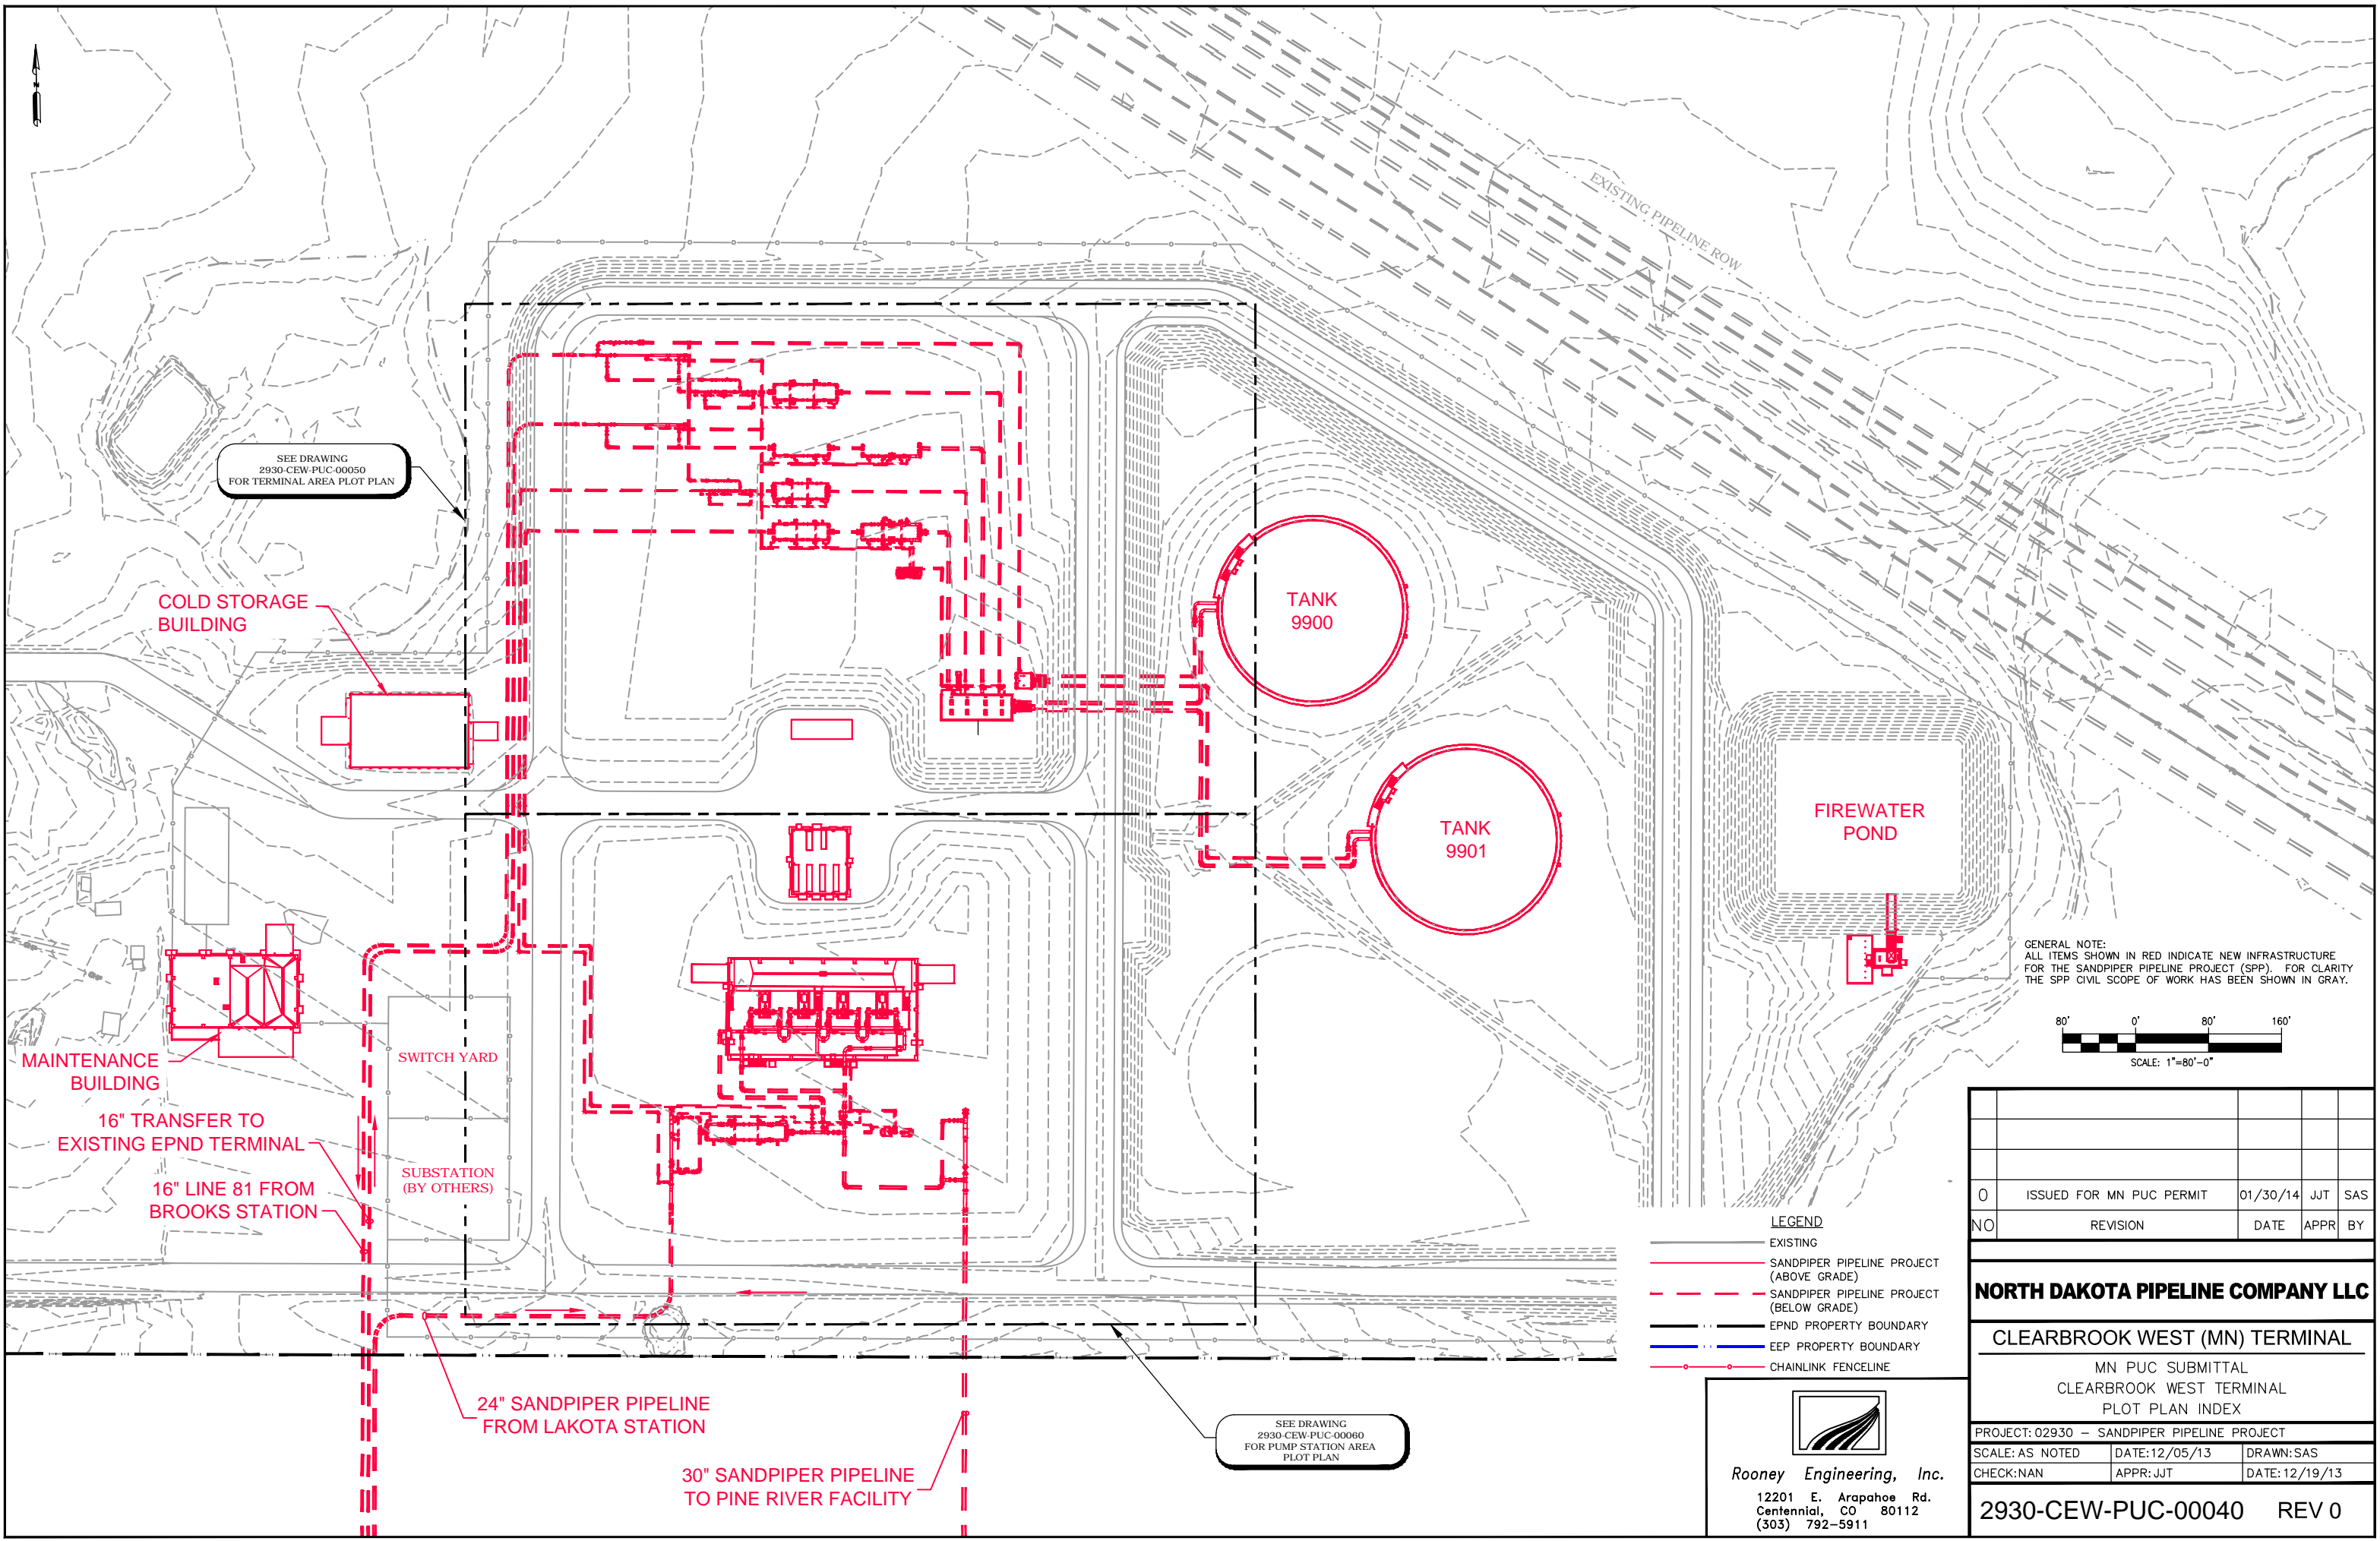 N
EXISTING PIPELINE ROW
SEE DRAWING
2930-CEW-PUC-00050
FOR TERMINAL AREA PLOT PLAN
COLD STORAGE
BUILDING
TANK
9900
TANK
9901
FIREWATER
POND
GENERAL NOTE:
ALL ITEMS SHOWN IN RED INDICATE NEW INFRASTRUCTURE
FOR THE SANDPIPER PIPELINE PROJECT (SPP). FOR CLARITY
THE SPP CIVIL SCOPE OF WORK HAS BEEN SHOWN IN GRAY.
80' 0' 80' 160'
SCALE: 1"=80'-0"
MAINTENANCE
BUILDING
SWITCH YARD
16" TRANSFER TO
EXISTING EPND TERMINAL
SUBSTATION
(BY OTHERS)
16" LINE 81 FROM
BROOKS STATION
24" SANDPIPER PIPELINE
FROM LAKOTA STATION
30" SANDPIPER PIPELINE
TO PINE RIVER FACILITY
SEE DRAWING
2930-CEW-PUC-00060
FOR PUMP STATION AREA
PLOT PLAN
LEGEND
EXISTING
SANDPIPER PIPELINE PROJECT
(ABOVE GRADE)
SANDPIPER PIPELINE PROJECT
(BELOW GRADE)
EPND PROPERTY BOUNDARY
EEP PROPERTY BOUNDARY
CHAINLINK FENCELINE
Rooney Engineering, Inc.
12201 E. Arapahoe Rd.
Centennial, CO 80112
(303) 792-5911
0 ISSUED FOR MN PUC PERMIT 01/30/14 JJT SAS
NO REVISION DATE APPR BY
NORTH DAKOTA PIPELINE COMPANY LLC
CLEARBROOK WEST (MN) TERMINAL
MN PUC SUBMITTAL
CLEARBROOK WEST TERMINAL
PLOT PLAN INDEX
PROJECT: 02930 - SANDPIPER PIPELINE PROJECT
SCALE: AS NOTED DATE: 12/05/13 DRAWN: SAS
CHECK: NAN APPR: JJT DATE: 12/19/13
2930-CEW-PUC-00040 REV 0